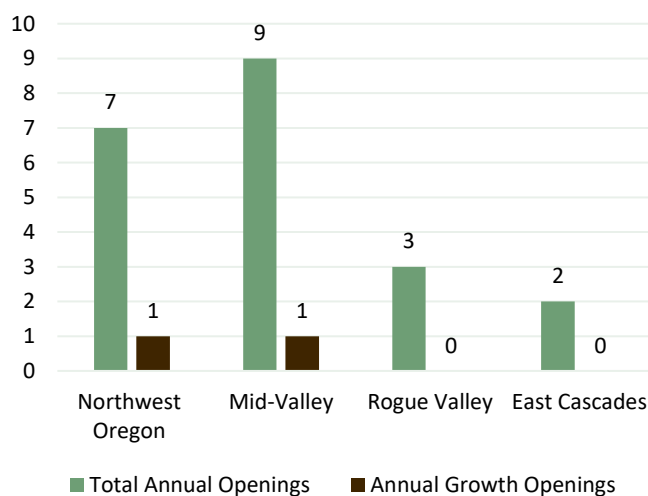 10
9
8
7
6
5
4
3
2
1
0
7
1
9
1
3
0
2
0
Northwest
Oregon
Mid-Valley
Rogue Valley
East Cascades
Total Annual Openings
Annual Growth Openings